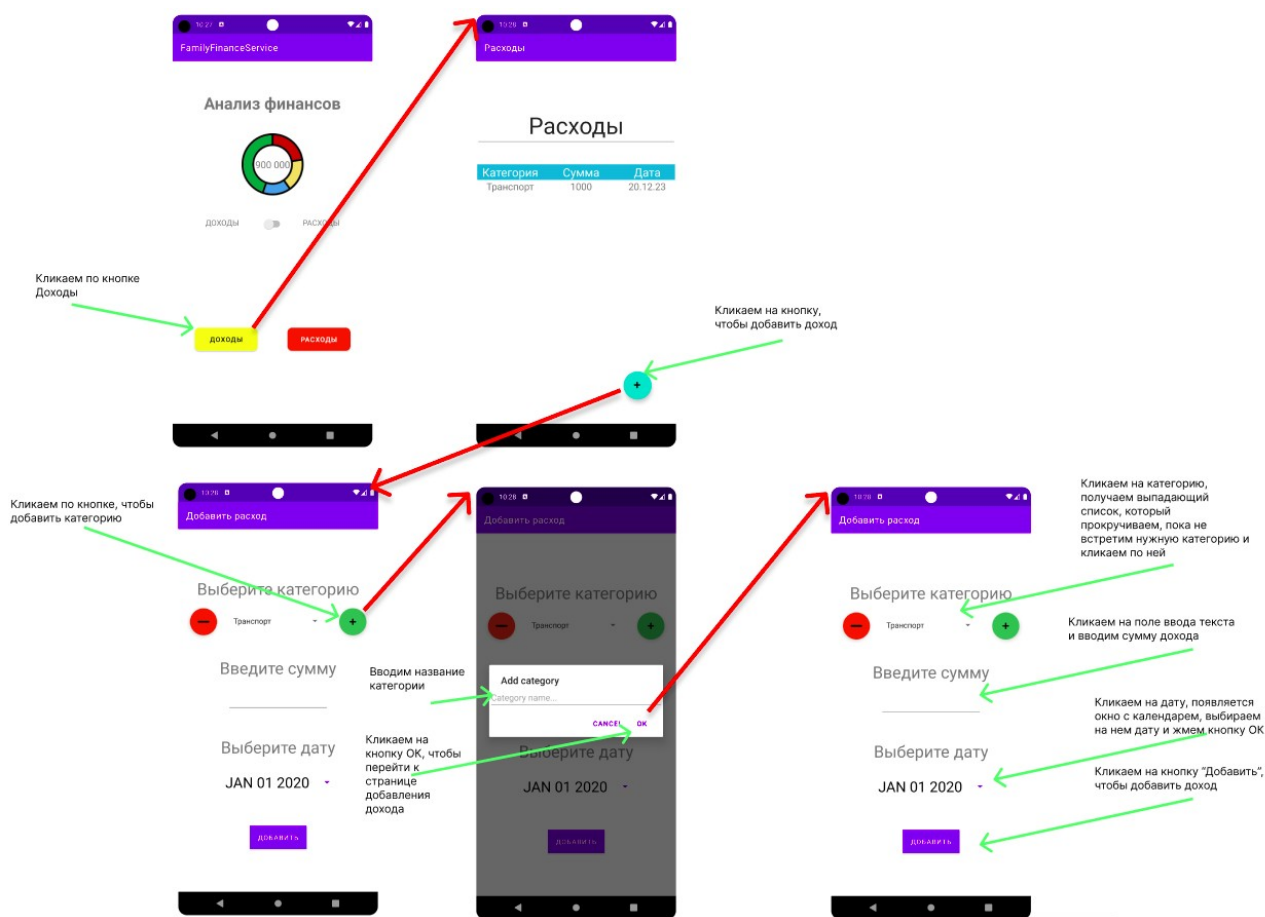 10:27
FamilyFinanceService
Анализ финансов
900 000
ДОХОДЫ
РАСХОДЫ
Кликаем по кнопке
Доходы
ДОХОДЫ
РАСХОДЫ
10:28
Расходы
Расходы
Категория Сумма Дата
Транспорт 1000 20.12.23
Кликаем на кнопку,
чтобы добавить доход
+
Кликаем по кнопке, чтобы
добавить категорию
10:28
Добавить расход
Выберите категорию
Транспорт
+
Введите сумму
Выберите дату
JAN 01 2020
ДОБАВИТЬ
Вводим название
категории
Кликаем на
кнопку ОК, чтобы
перейти к
странице
добавления
дохода
10:28
Добавить расход
Выберите категорию
Транспорт
+
Add category
Category name...
CANCEL OK
Выберите дату
JAN 01 2020
ДОБАВИТЬ
10:28
Добавить расход
Выберите категорию
Транспорт
+
Введите сумму
Выберите дату
JAN 01 2020
ДОБАВИТЬ
Кликаем на категорию,
получаем выпадающий
список, который
прокручиваем, пока не
встретим нужную категорию и
кликаем по ней
Кликаем на поле ввода текста
и вводим сумму дохода
Кликаем на дату, появляется
окно с календарем, выбираем
на нем дату и жмем кнопку ОК
Кликаем на кнопку "Добавить",
чтобы добавить доход